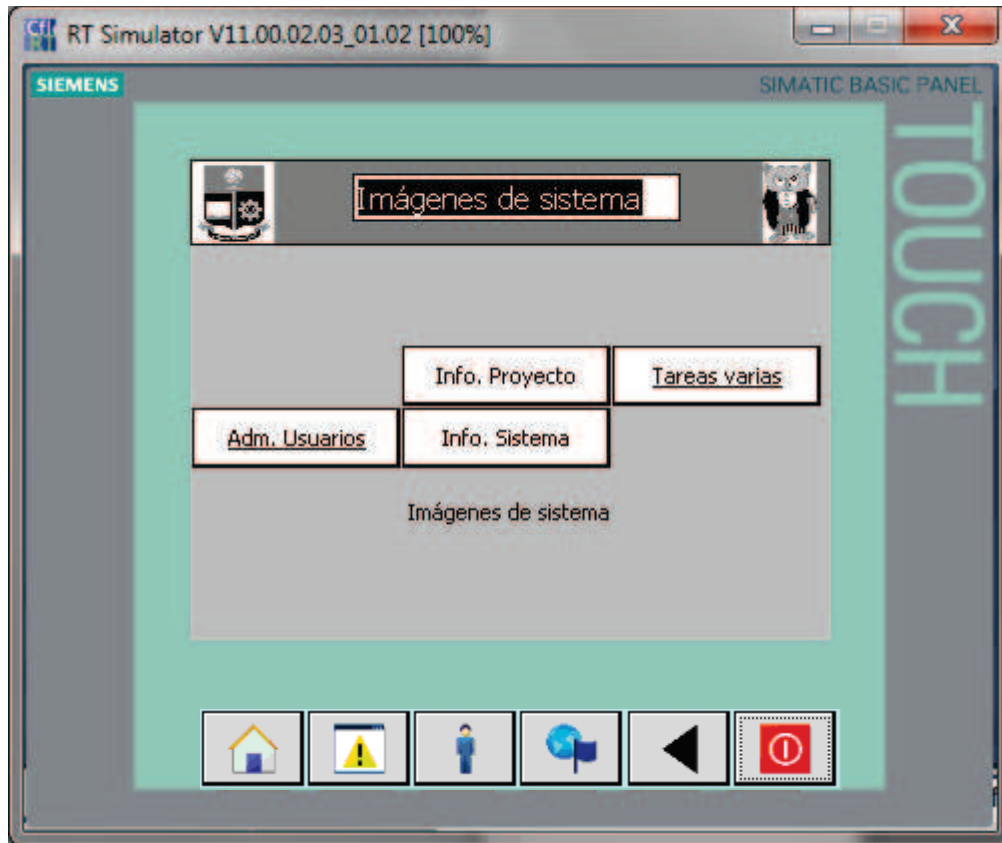 RT Simulator V11.00.02.03_01.02 [100%]
SIEMENS
SIMATIC BASIC PANEL
TOUCH
Imágenes de sistema
Info. Proyecto
Tareas varias
Adm. Usuarios
Info. Sistema
Imágenes de sistema